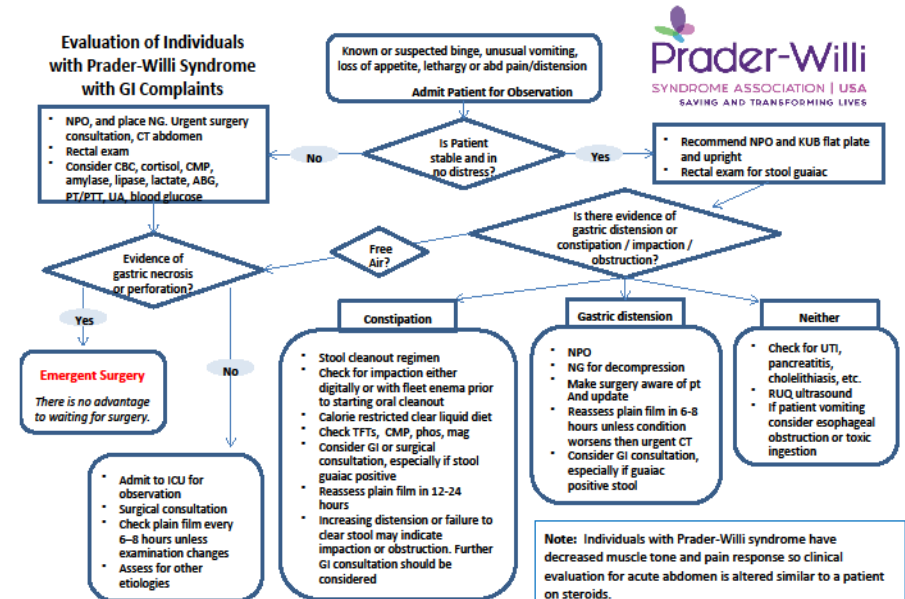 Evaluation of Individuals
with Prader-Willi Syndrome
with GI Complaints
Known or suspected binge, unusual vomiting,
loss of appetite, lethargy or abd pain/distension
Admit Patient for Observation
Prader-Willi
SYNDROME ASSOCIATION | USA
SAVING AND TRANSFORMING LIVES
• NPO, and place NG. Urgent surgery
consultation, CT abdomen
• Rectal exam
• Consider CBC, cortisol, CMP,
amylase, lipase, lactate, ABG,
PT/PTT, UA, blood glucose
No
Is Patient
stable and in
no distress?
Yes
• Recommend NPO and KUB flat plate
and upright
• Rectal exam for stool guaiac
Is there evidence of
gastric distension or
constipation / impaction /
obstruction?
Free
Air?
Evidence of
gastric necrosis
or perforation?
Yes
No
Emergent Surgery
There is no advantage
to waiting for surgery.
• Admit to ICU for
observation
• Surgical consultation
• Check plain film every
6–8 hours unless
examination changes
• Assess for other
etiologies
Constipation
• Stool cleanout regimen
• Check for impaction either
digitally or with fleet enema prior
to starting oral cleanout
• Calorie restricted clear liquid diet
• Check TFTs, CMP, phos, mag
• Consider GI or surgical
consultation, especially if stool
guaiac positive
• Reassess plain film in 12-24
hours
• Increasing distension or failure to
clear stool may indicate
impaction or obstruction. Further
GI consultation should be
considered
Gastric distension
• NPO
• NG for decompression
• Make surgery aware of pt
And update
• Reassess plain film in 6-8
hours unless condition
worsens then urgent CT
• Consider GI consultation,
especially if guaiac
positive stool
Neither
• Check for UTI,
pancreatitis,
cholelithiasis, etc.
• RUQ ultrasound
• If patient vomiting
consider esophageal
obstruction or toxic
ingestion
Note: Individuals with Prader-Willi syndrome have
decreased muscle tone and pain response so clinical
evaluation for acute abdomen is altered similar to a patient
on steroids.